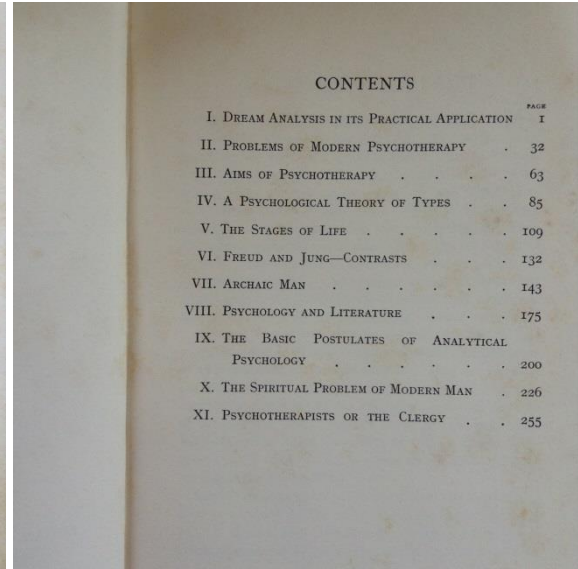 CONTENTS
PAGE
I. DREAM ANALYSIS IN ITS PRACTICAL APPLICATION 1
II. PROBLEMS OF MODERN PSYCHOTHERAPY . 32
III. AIMS OF PSYCHOTHERAPY . . . . 63
IV. A PSYCHOLOGICAL THEORY OF TYPES . . 85
V. THE STAGES OF LIFE . . . . . 109
VI. FREUD AND JUNG—CONTRASTS . . . 132
VII. ARCHAIC MAN . . . . . . 143
VIII. PSYCHOLOGY AND LITERATURE . . . 175
IX. THE BASIC POSTULATES OF ANALYTICAL
PSYCHOLOGY . . . . . . 200
X. THE SPIRITUAL PROBLEM OF MODERN MAN . 226
XI. PSYCHOTHERAPISTS OR THE CLERGY . . 255